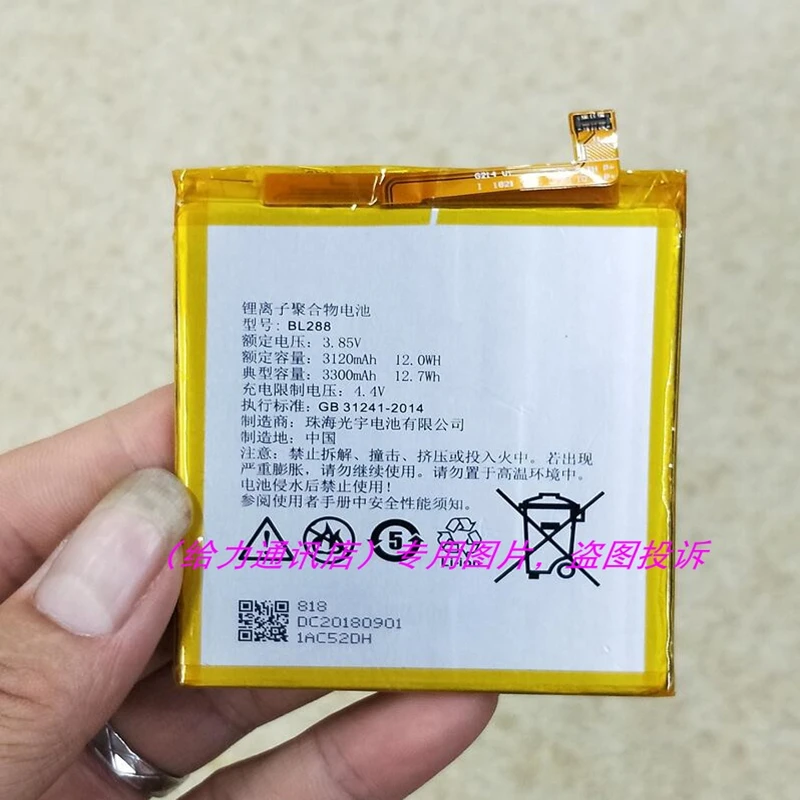 G214 V1
1 1021
锂离子聚合物电池
型号: BL288
额定电压: 3.85V
额定容量: 3120mAh 12.0WH
典型容量: 3300mAh 12.7Wh
充电限制电压: 4.4V
执行标准: GB 31241-2014
制造商: 珠海光宇电池有限公司
制造地: 中国
注意: 禁止拆解、撞击、挤压或投入火中。若出现
严重膨胀, 请勿继续使用。请勿置于高温环境中。
电池侵水后禁止使用!
参阅使用者手册中安全性能须知。
5
(给力通讯店)专用图片, 盗图投诉
Li-ion
818
DC20180901
1AC52DH